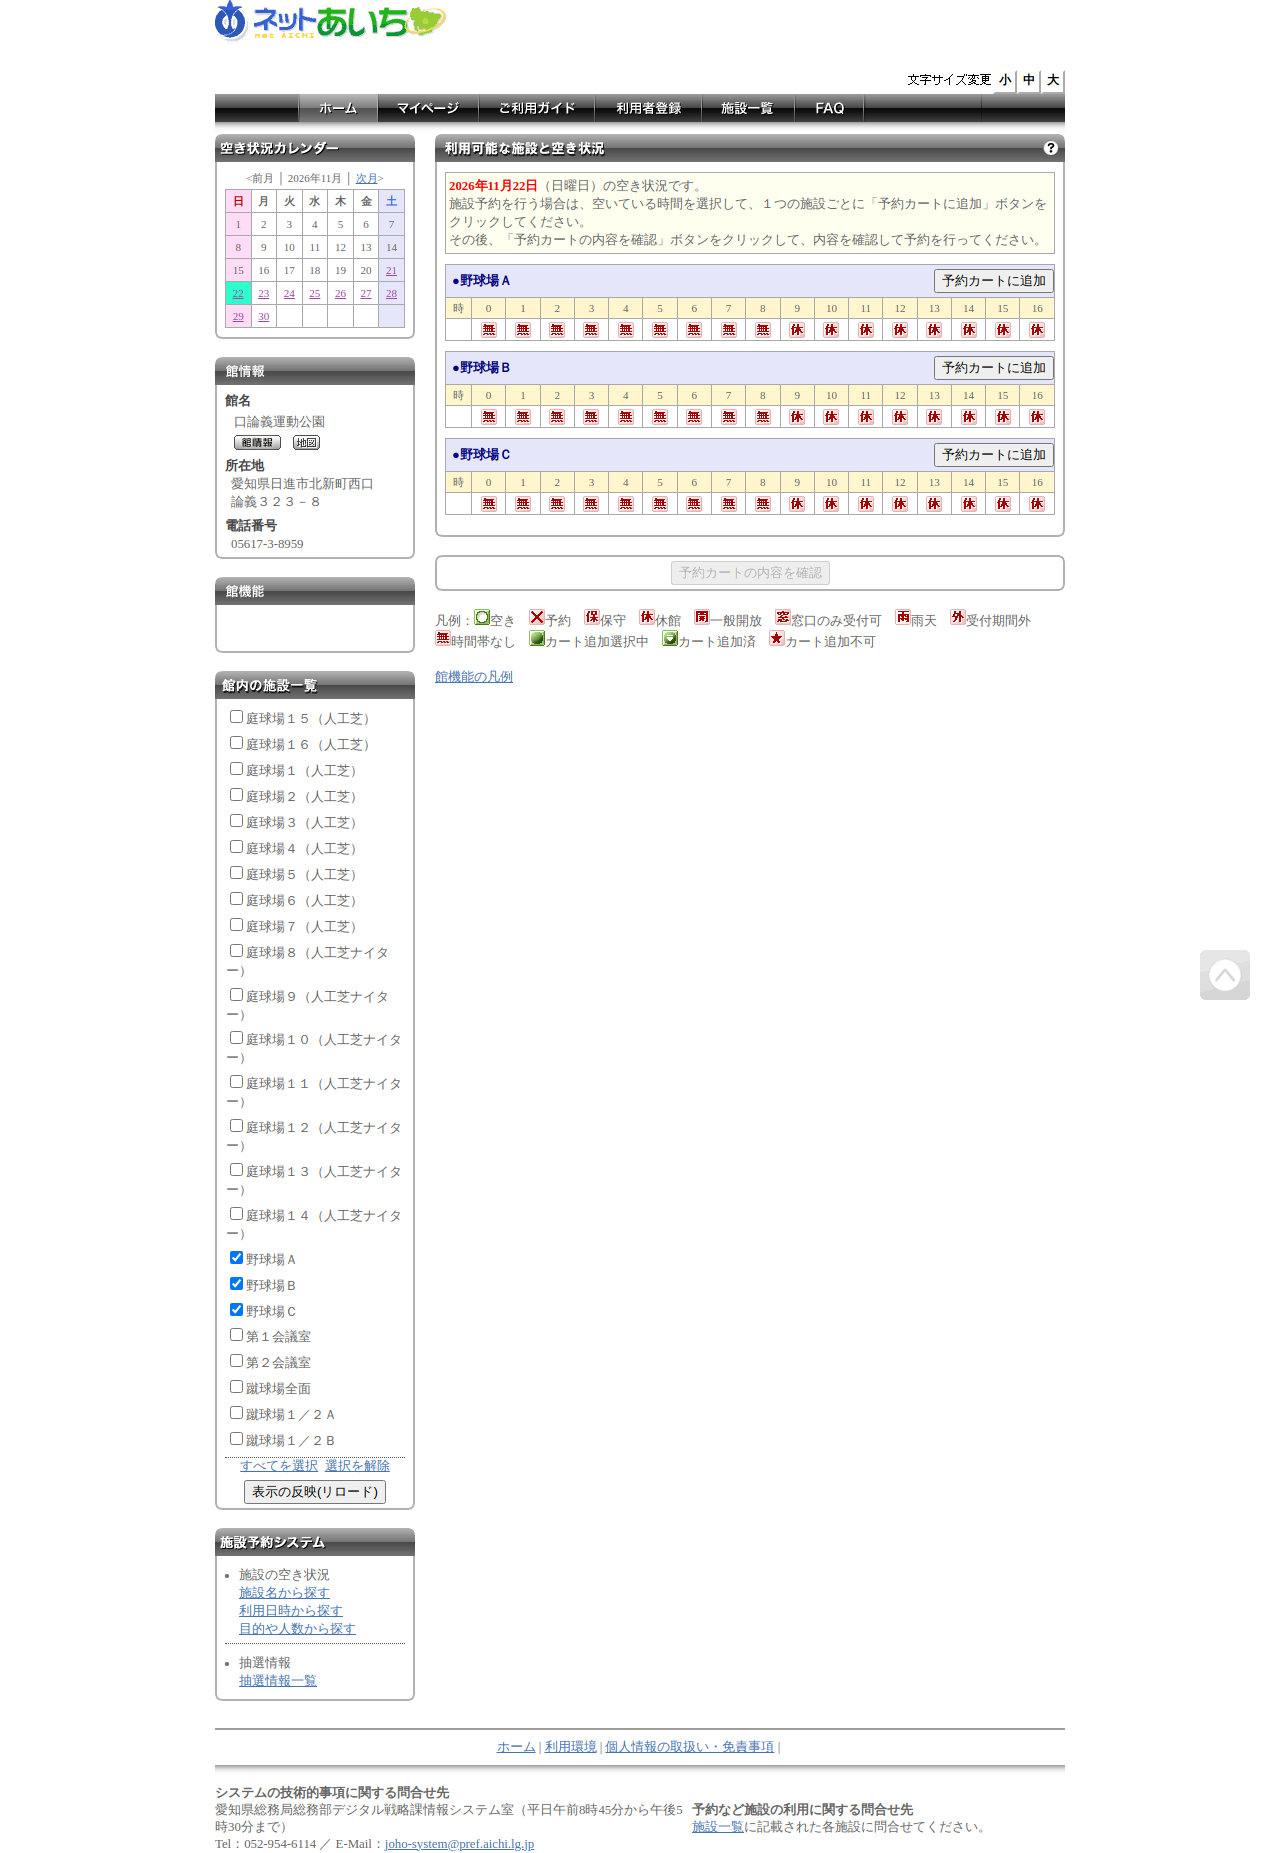 ネットあいち
NET AICHI
文字サイズ変更 小 中 大
ホーム マイページ ご利用ガイド 利用者登録 施設一覧 FAQ
空き状況カレンダー
<前月 │ 2026年11月 │ 次月>
日 月 火 水 木 金 土
1 2 3 4 5 6 7
8 9 10 11 12 13 14
15 16 17 18 19 20 21
22 23 24 25 26 27 28
29 30
館情報
館名
口論義運動公園
館情報 地図
所在地
愛知県日進市北新町西口
論義３２３－８
電話番号
05617-3-8959
館機能
館内の施設一覧
庭球場１５（人工芝）
庭球場１６（人工芝）
庭球場１（人工芝）
庭球場２（人工芝）
庭球場３（人工芝）
庭球場４（人工芝）
庭球場５（人工芝）
庭球場６（人工芝）
庭球場７（人工芝）
庭球場８（人工芝ナイタ
ー）
庭球場９（人工芝ナイタ
ー）
庭球場１０（人工芝ナイタ
ー）
庭球場１１（人工芝ナイタ
ー）
庭球場１２（人工芝ナイタ
ー）
庭球場１３（人工芝ナイタ
ー）
庭球場１４（人工芝ナイタ
ー）
野球場Ａ
野球場Ｂ
野球場Ｃ
第１会議室
第２会議室
蹴球場全面
蹴球場１／２Ａ
蹴球場１／２Ｂ
すべてを選択 選択を解除
表示の反映(リロード)
施設予約システム
• 施設の空き状況
施設名から探す
利用日時から探す
目的や人数から探す
• 抽選情報
抽選情報一覧
利用可能な施設と空き状況 ?
2026年11月22日（日曜日）の空き状況です。
施設予約を行う場合は、空いている時間を選択して、１つの施設ごとに「予約カートに追加」ボタンを
クリックしてください。
その後、「予約カートの内容を確認」ボタンをクリックして、内容を確認して予約を行ってください。
●野球場Ａ 予約カートに追加
時 0 1 2 3 4 5 6 7 8 9 10 11 12 13 14 15 16
無 無 無 無 無 無 無 無 無 休 休 休 休 休 休 休 休
●野球場Ｂ 予約カートに追加
時 0 1 2 3 4 5 6 7 8 9 10 11 12 13 14 15 16
無 無 無 無 無 無 無 無 無 休 休 休 休 休 休 休 休
●野球場Ｃ 予約カートに追加
時 0 1 2 3 4 5 6 7 8 9 10 11 12 13 14 15 16
無 無 無 無 無 無 無 無 無 休 休 休 休 休 休 休 休
予約カートの内容を確認
凡例：空き 予約 保保守 休休館 開一般開放 窓窓口のみ受付可 雨雨天 外受付期間外
無時間帯なし カート追加選択中 カート追加済 ★カート追加不可
館機能の凡例
ホーム | 利用環境 | 個人情報の取扱い・免責事項 |
システムの技術的事項に関する問合せ先
愛知県総務局総務部デジタル戦略課情報システム室（平日午前8時45分から午後5
時30分まで）
Tel：052-954-6114 ／ E-Mail：joho-system@pref.aichi.lg.jp
予約など施設の利用に関する問合せ先
施設一覧に記載された各施設に問合せてください。